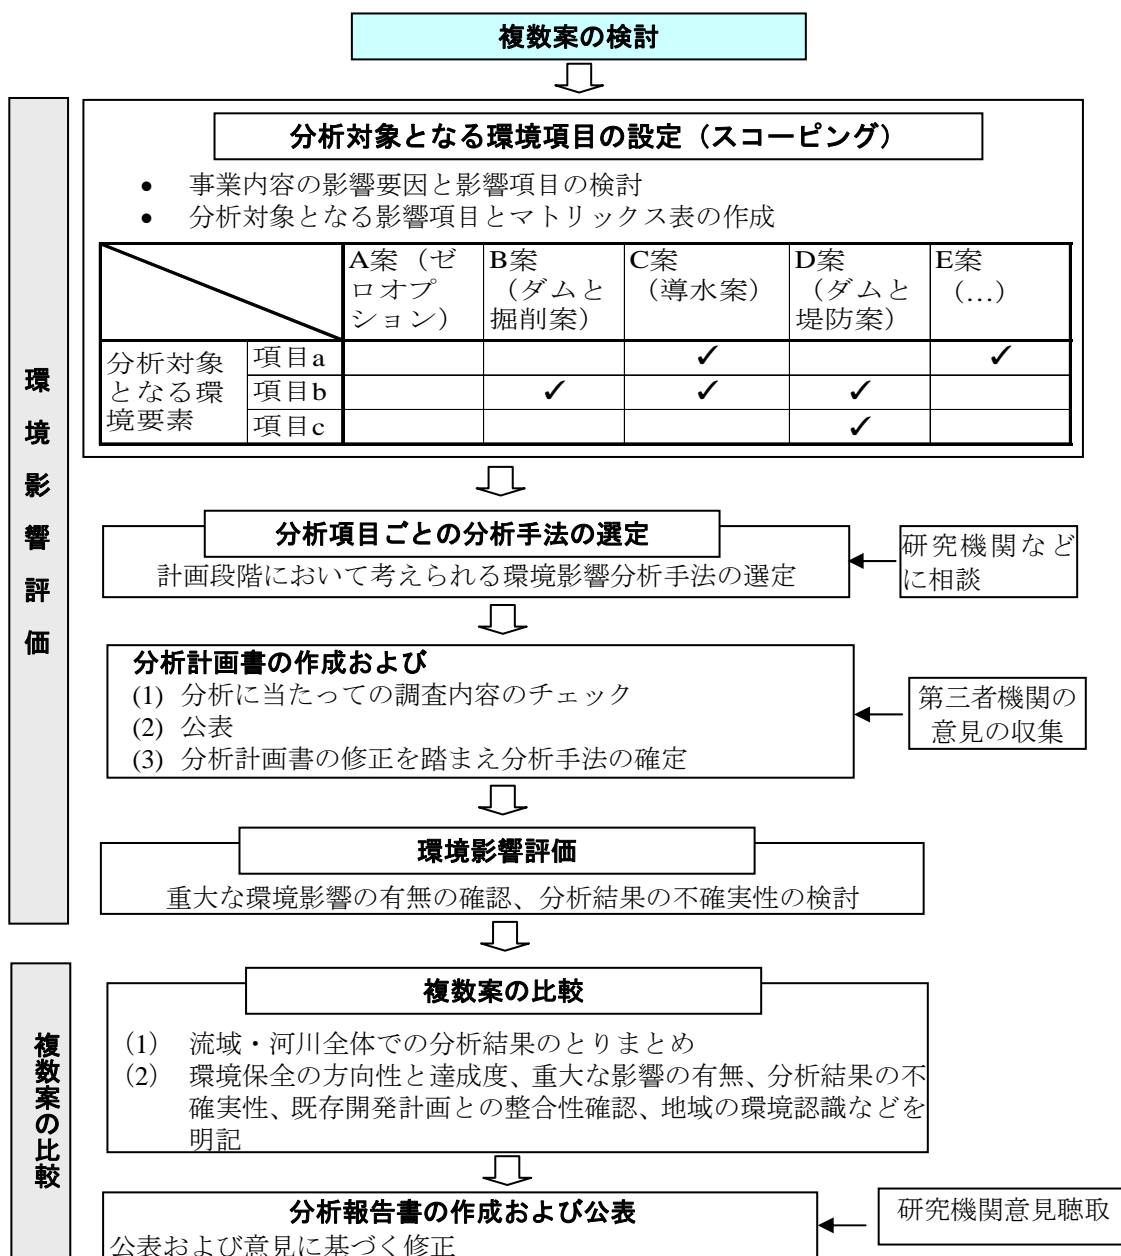 複数案の検討
環境影響評価
分析対象となる環境項目の設定（スコーピング）
• 事業内容の影響要因と影響項目の検討
• 分析対象となる影響項目とマトリックス表の作成
A案（ゼ
ロオプ
ション）
B案
（ダムと
掘削案）
C案
（導水案）
D案
（ダムと
堤防案）
E案
（…）
分析対象
となる環
境要素
項目a ✓ ✓
項目b ✓ ✓ ✓
項目c ✓
分析項目ごとの分析手法の選定
計画段階において考えられる環境影響分析手法の選定
研究機関など
に相談
分析計画書の作成および
(1) 分析に当たっての調査内容のチェック
(2) 公表
(3) 分析計画書の修正を踏まえ分析手法の確定
第三者機関の
意見の収集
環境影響評価
重大な環境影響の有無の確認、分析結果の不確実性の検討
複数案の比較
複数案の比較
（1） 流域・河川全体での分析結果のとりまとめ
（2） 環境保全の方向性と達成度、重大な影響の有無、分析結果の不
確実性、既存開発計画との整合性確認、地域の環境認識などを
明記
分析報告書の作成および公表
公表および意見に基づく修正
研究機関意見聴取